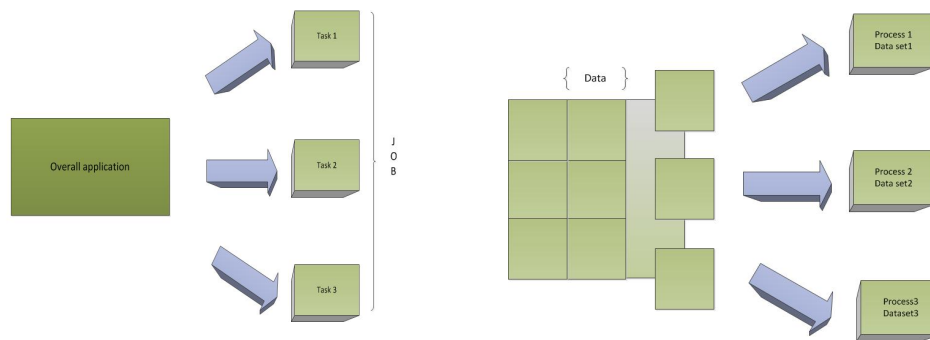 Overall application
Task 1
Task 2
Task 3
J
O
B
{ Data }
Process 1
Data set1
Process 2
Data set2
Process3
Dataset3